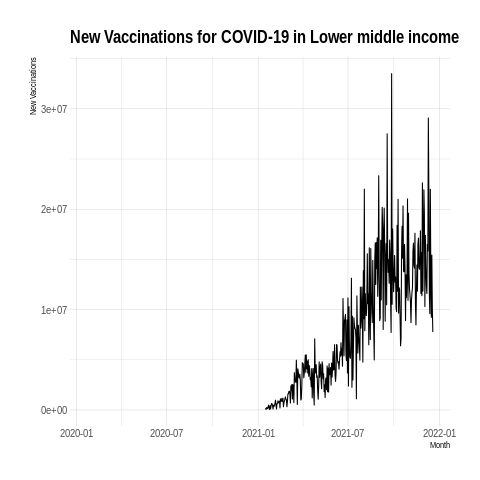 New Vaccinations for COVID-19 in Lower middle income
New Vaccinations
3e+07
2e+07
1e+07
0e+00
2020-01 2020-07 2021-01 2021-07 2022-01
Month